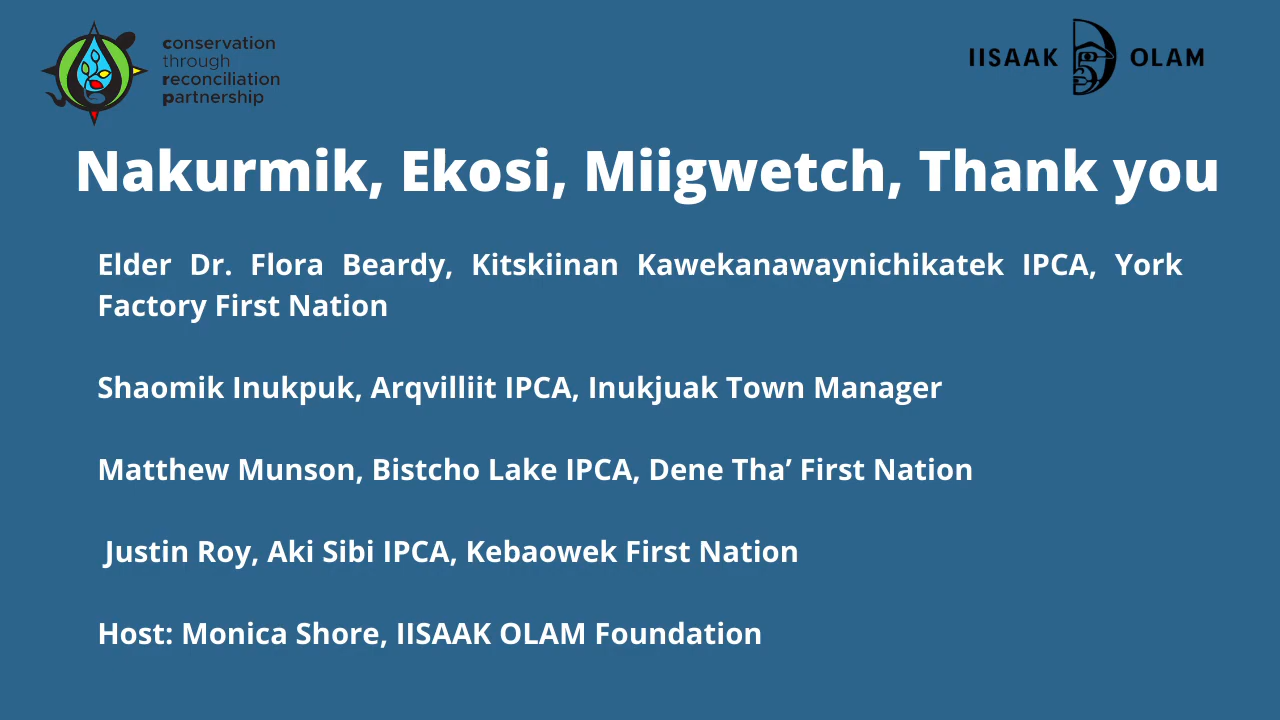 conservation
through
reconciliation
partnership
IISAAK OLAM
Nakurmik, Ekosi, Miigwetch, Thank you
Elder Dr. Flora Beardy, Kitskiinan Kawekanawaynichikatek IPCA, York
Factory First Nation
Shaomik Inukpuk, Arqvilliit IPCA, Inukjuak Town Manager
Matthew Munson, Bistcho Lake IPCA, Dene Tha’ First Nation
Justin Roy, Aki Sibi IPCA, Kebaowek First Nation
Host: Monica Shore, IISAAK OLAM Foundation